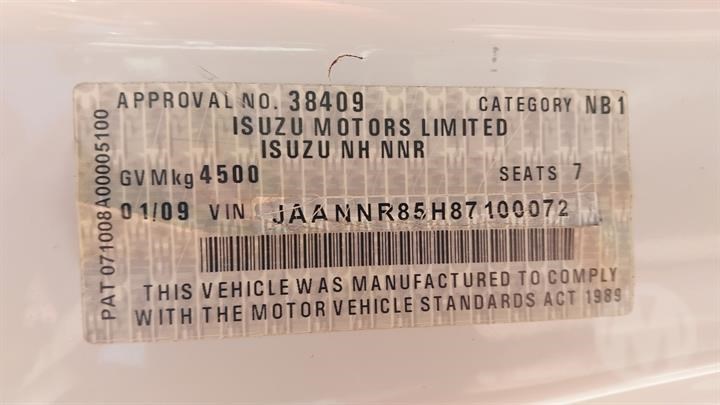 APPROVAL NO. 38409 CATEGORY NB1
ISUZU MOTORS LIMITED
ISUZU NH NNR
GVMkg 4500 SEATS 7
01/09 VIN JAANNR85H87100072
THIS VEHICLE WAS MANUFACTURED TO COMPLY
WITH THE MOTOR VEHICLE STANDARDS ACT 1989
PAT 071008A00005100